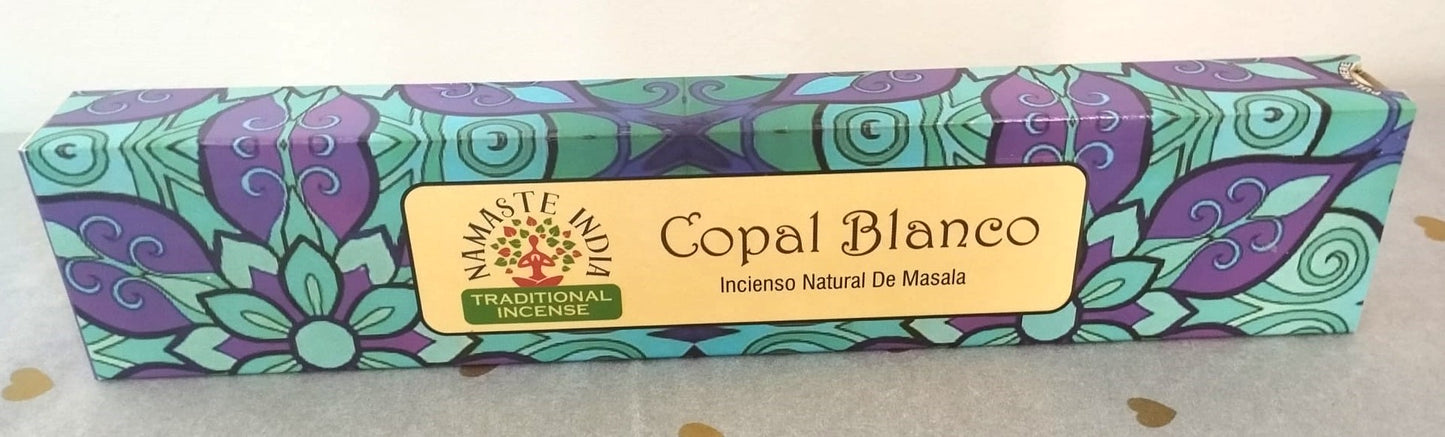 NAMASTE INDIA
TRADITIONAL
INCENSE
Copal Blanco
Incienso Natural De Masala